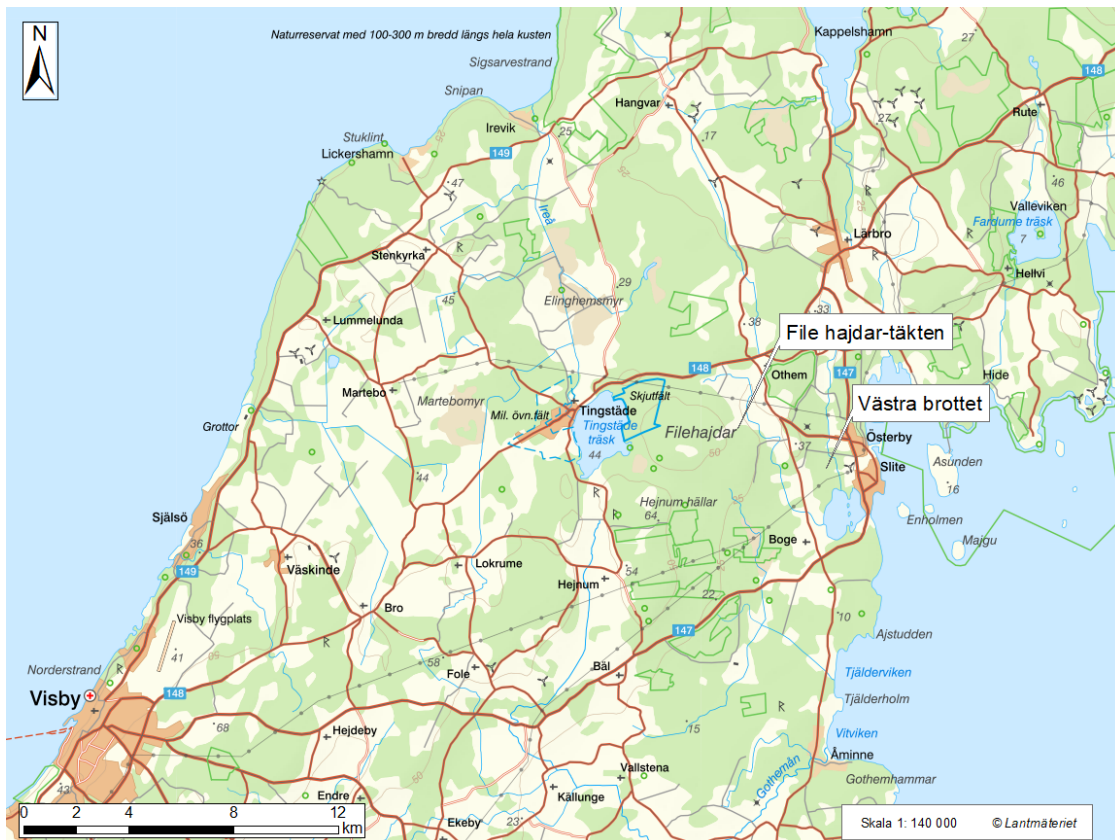 N
Naturreservat med 100-300 m bredd längs hela kusten
Kappelshamn
27
148
Sigsarvestrand
Snipan
Hangvar
27
Rute
Irevik
25
17
Stuklint
Lickershamn
149
46
47
Ireå
25
Valleviken
Fardume träsk
7
Lärbro
Stenkyrka
Hellvi
29
45
Elinghemsmyr
33
Lummelunda
38
File hajdar-täkten
148
147
Othem
Hide
Martebo
Martebomyr
Skjutfält
Mil. övn.fält
Tingstäde
Tingstäde
träsk
Västra brottet
Grottor
Filehajdar
44
50
37
Österby
Slite
Asunden
16
44
Hejnum hällar
64
Själsö
Enholmen
36
Boge
Majgu
149
Väskinde
Lokrume
54
Hejnum
22
Bro
10
Visby flygplats
147
Ajstudden
41
50
Norderstrand
58
Fole
Bäl
Tjälderviken
Visby
148
Tjälderholm
68
15
Hejdeby
Vitviken
Åminne
Vallstena
Gothemån
Gothemhammar
43
Endre
Källunge
0 2 4 8 12
km
23
Ekeby
Skala 1: 140 000
© Lantmäteriet